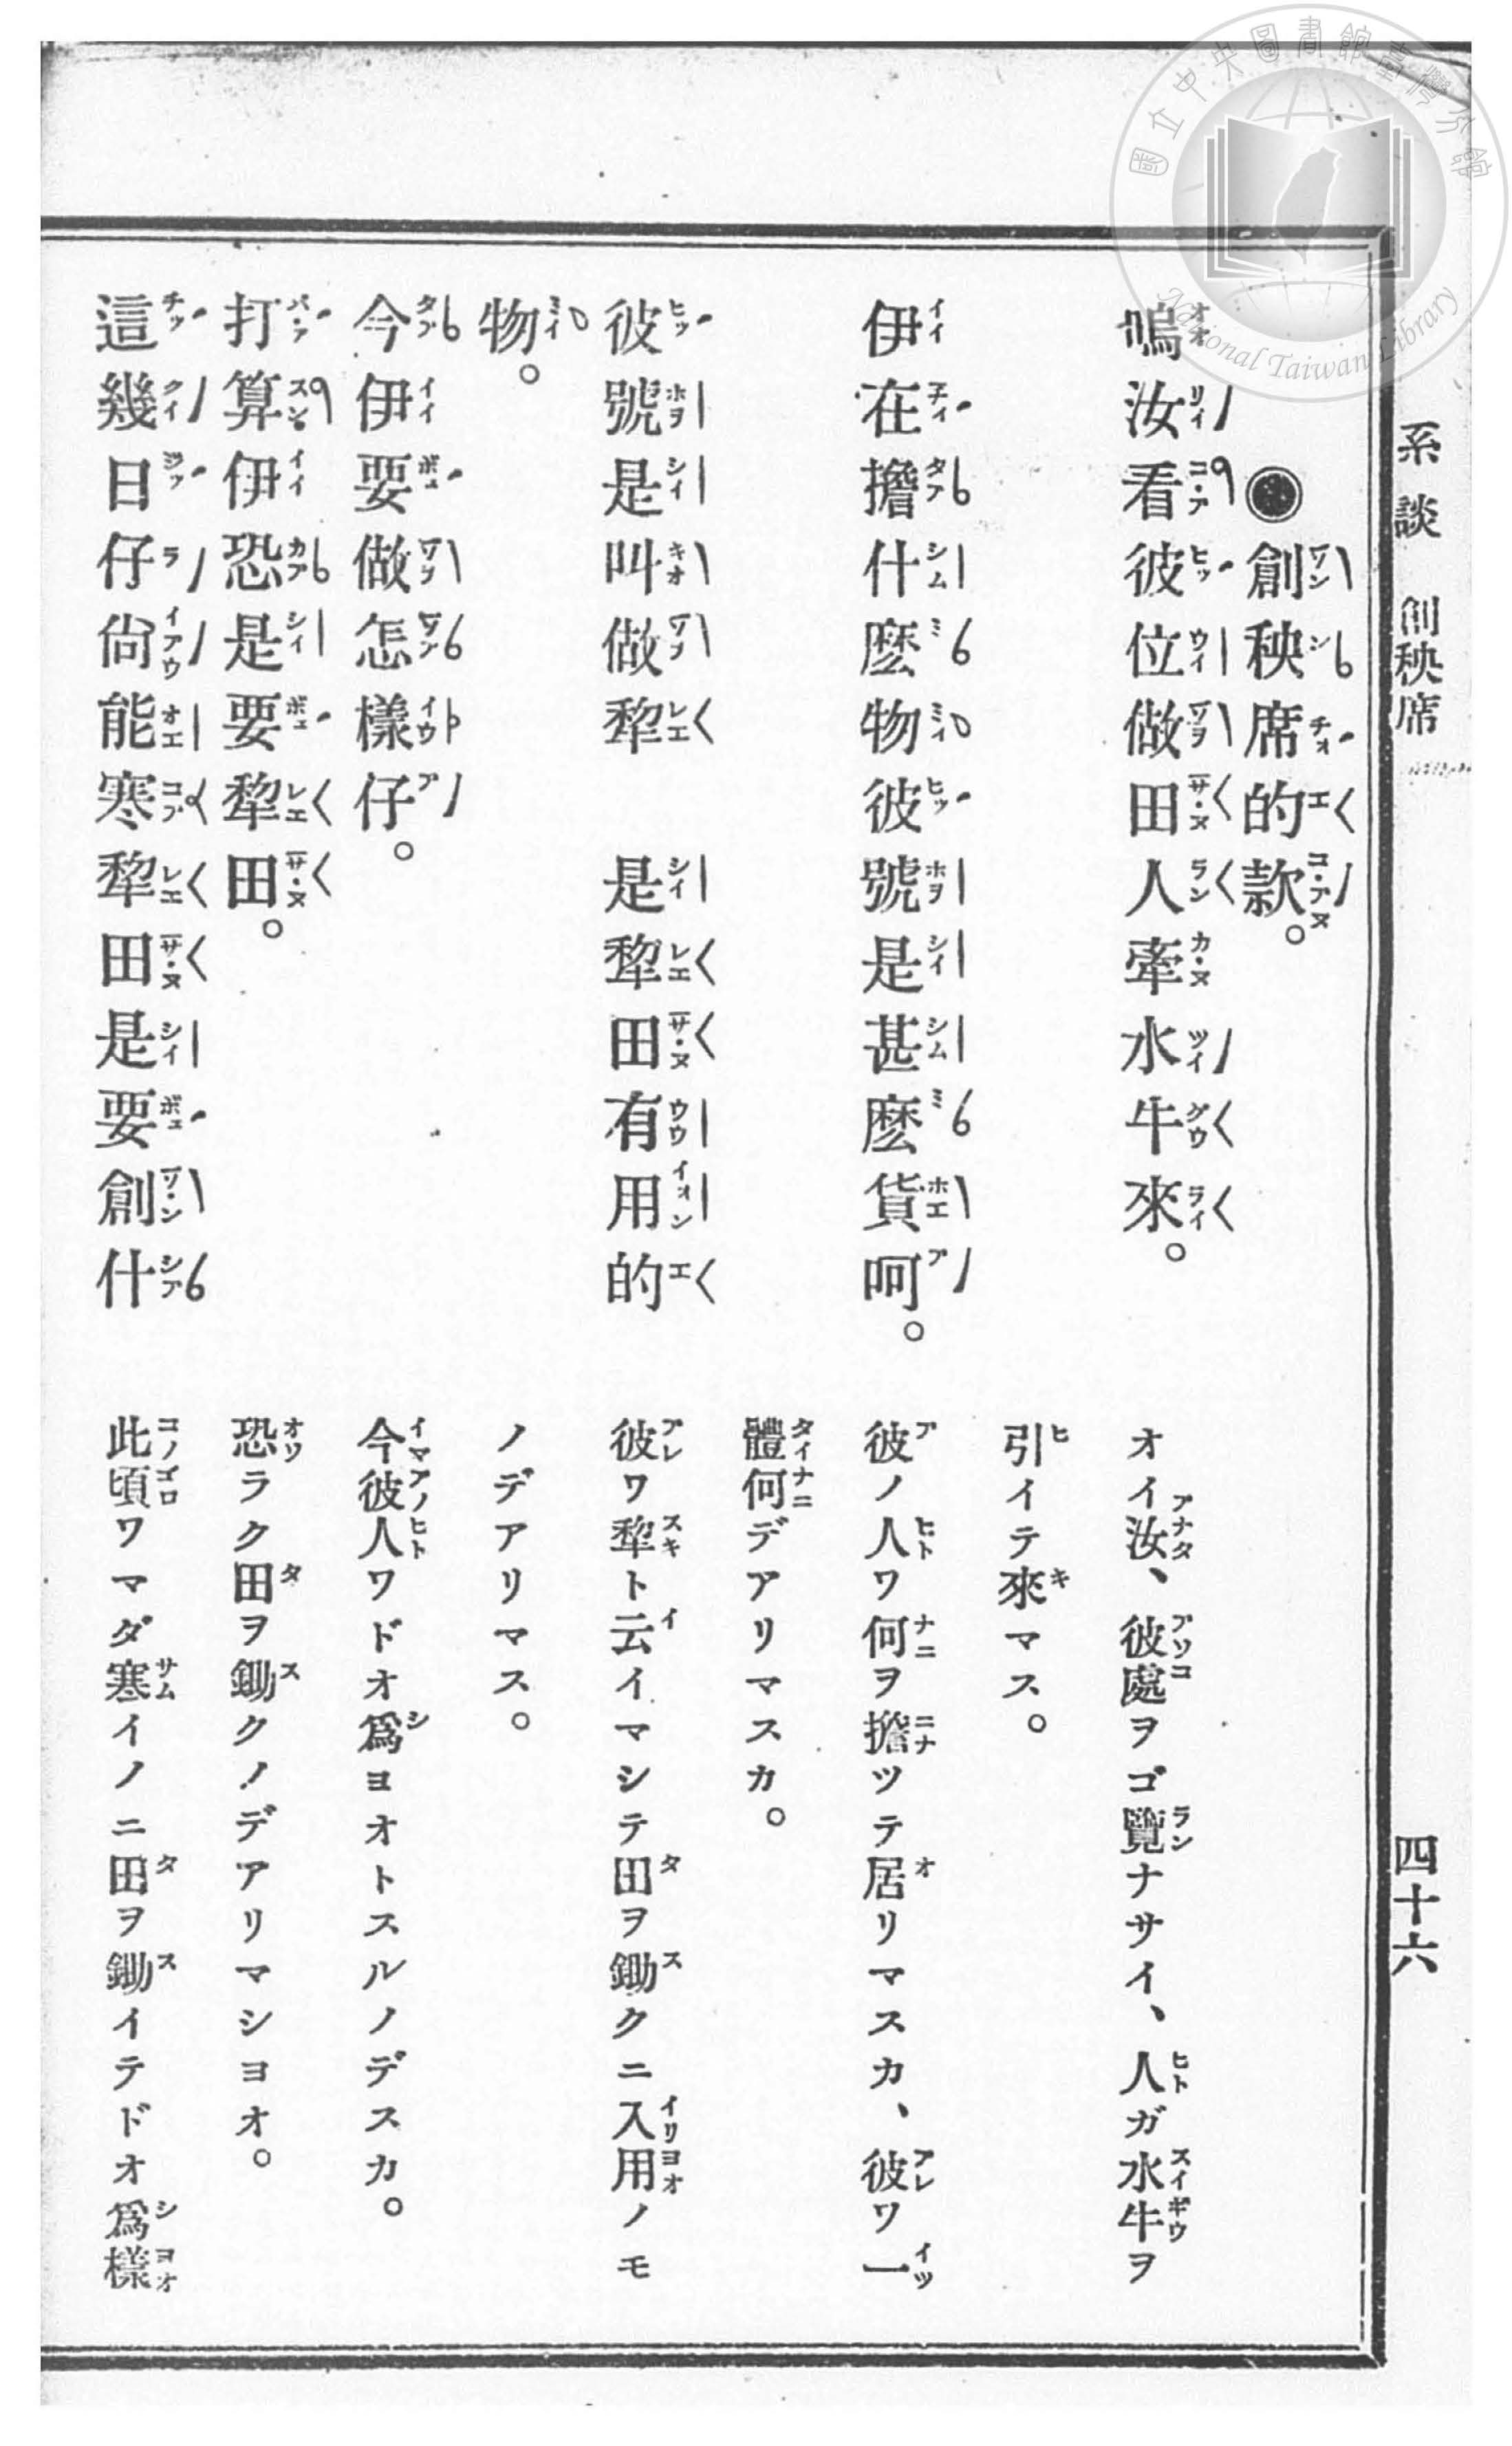 國立中央圖書館臺灣分館
National Taiwan Library
系談 創秧席
四十六
●創秧席的款。
嗚汝看彼位做田人牽水牛來。
オイ汝、彼處ヲゴ覽ナサイ、人ガ水牛ヲ
引イテ來マス。
伊在擔什麽物彼號是甚麽貨呵。
彼ノ人ワ何ヲ擔ツテ居リマスカ、彼ワ一
體何デアリマスカ。
彼號是叫做犂 是犂田有用的
物。
彼ワ犂ト云イマシテ田ヲ鋤クニ入用ノモ
ノデアリマス。
今伊要做怎樣仔。
今彼人ワドオ爲ヨオトスルノデスカ。
打算伊恐是要犂田。
恐ラク田ヲ鋤クノデアリマシヨオ。
這幾日仔尙能寒犂田是要創什
此頃ワマダ寒イノニ田ヲ鋤イテドオ爲樣